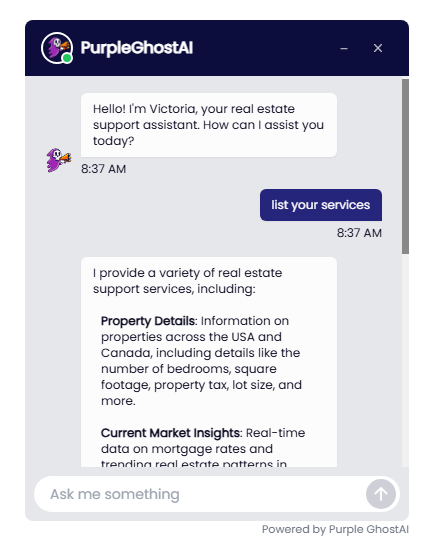 PurpleGhostAI
Hello! I'm Victoria, your real estate
support assistant. How can I assist you
today?
8:37 AM
list your services
8:37 AM
I provide a variety of real estate
support services, including:
Property Details: Information on
properties across the USA and
Canada, including details like the
number of bedrooms, square
footage, property tax, lot size, and
more.
Current Market Insights: Real-time
data on mortgage rates and
trending real estate patterns in
Ask me something
Powered by Purple GhostAI